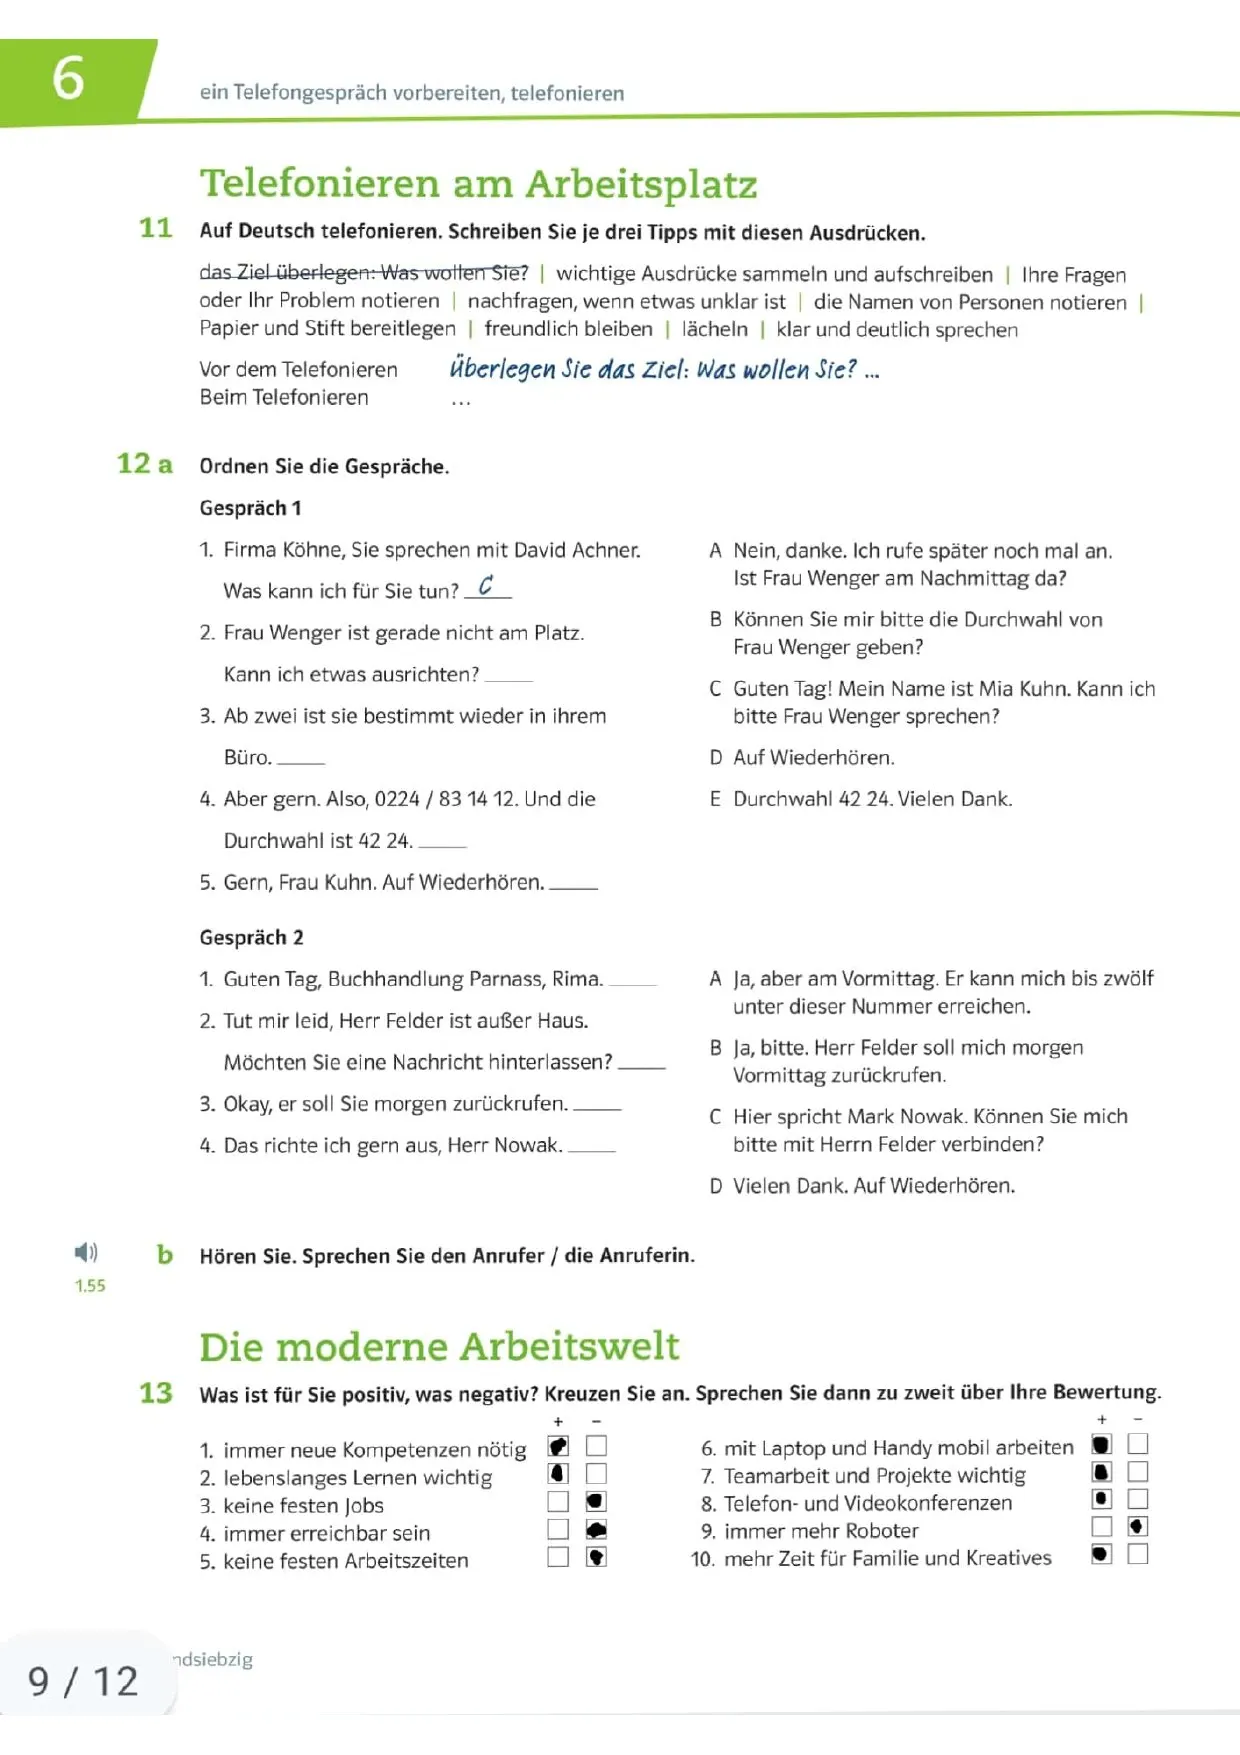 6
ein Telefongespräch vorbereiten, telefonieren
Telefonieren am Arbeitsplatz
11 Auf Deutsch telefonieren. Schreiben Sie je drei Tipps mit diesen Ausdrücken.
das Ziel überlegen: Was wollen Sie? | wichtige Ausdrücke sammeln und aufschreiben | Ihre Fragen
oder Ihr Problem notieren | nachfragen, wenn etwas unklar ist | die Namen von Personen notieren |
Papier und Stift bereitlegen | freundlich bleiben | lächeln | klar und deutlich sprechen
Vor dem Telefonieren Überlegen Sie das Ziel: Was wollen Sie? ...
Beim Telefonieren ...
12 a Ordnen Sie die Gespräche.
Gespräch 1
1. Firma Köhne, Sie sprechen mit David Achner.
Was kann ich für Sie tun? C
2. Frau Wenger ist gerade nicht am Platz.
Kann ich etwas ausrichten? ____
3. Ab zwei ist sie bestimmt wieder in ihrem
Büro. ____
4. Aber gern. Also, 0224 / 83 14 12. Und die
Durchwahl ist 42 24. ____
5. Gern, Frau Kuhn. Auf Wiederhören. ____
A Nein, danke. Ich rufe später noch mal an.
Ist Frau Wenger am Nachmittag da?
B Können Sie mir bitte die Durchwahl von
Frau Wenger geben?
C Guten Tag! Mein Name ist Mia Kuhn. Kann ich
bitte Frau Wenger sprechen?
D Auf Wiederhören.
E Durchwahl 42 24. Vielen Dank.
Gespräch 2
1. Guten Tag, Buchhandlung Parnass, Rima. ____
2. Tut mir leid, Herr Felder ist außer Haus.
Möchten Sie eine Nachricht hinterlassen? ____
3. Okay, er soll Sie morgen zurückrufen. ____
4. Das richte ich gern aus, Herr Nowak. ____
A Ja, aber am Vormittag. Er kann mich bis zwölf
unter dieser Nummer erreichen.
B Ja, bitte. Herr Felder soll mich morgen
Vormittag zurückrufen.
C Hier spricht Mark Nowak. Können Sie mich
bitte mit Herrn Felder verbinden?
D Vielen Dank. Auf Wiederhören.
b Hören Sie. Sprechen Sie den Anrufer / die Anruferin.
1.55
Die moderne Arbeitswelt
13 Was ist für Sie positiv, was negativ? Kreuzen Sie an. Sprechen Sie dann zu zweit über Ihre Bewertung.
+ –
1. immer neue Kompetenzen nötig
2. lebenslanges Lernen wichtig
3. keine festen Jobs
4. immer erreichbar sein
5. keine festen Arbeitszeiten
+ –
6. mit Laptop und Handy mobil arbeiten
7. Teamarbeit und Projekte wichtig
8. Telefon- und Videokonferenzen
9. immer mehr Roboter
10. mehr Zeit für Familie und Kreatives
ndsiebzig
9 / 12